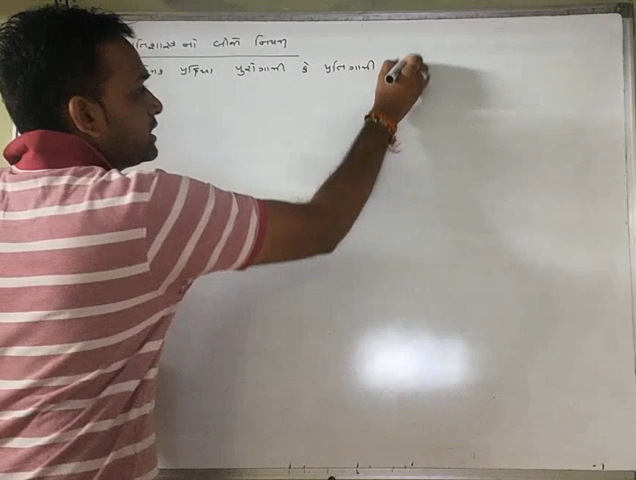 તિશાસ્ત્ર નો બીજો નિયમ
પ્રક્રિયા પુરોગામી કે પ્રતિગામી